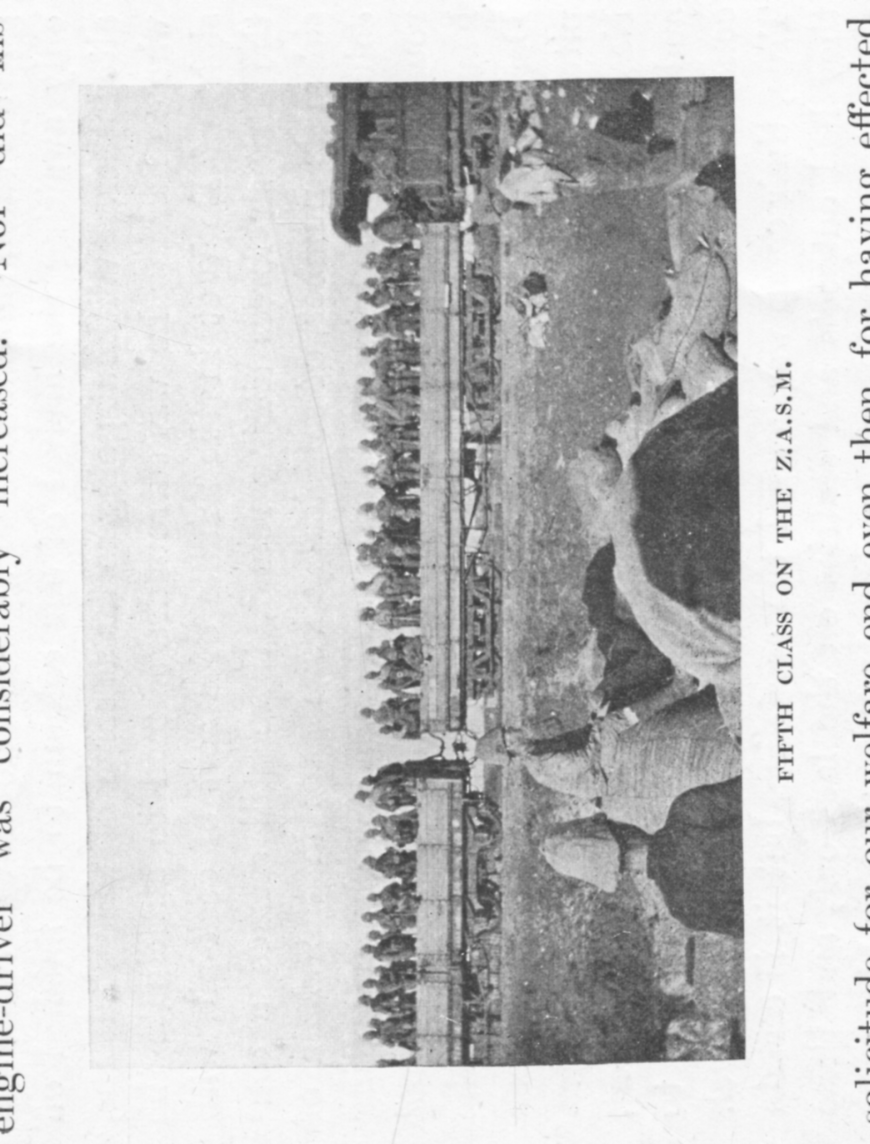 engine-driver was considerably increased. Nor did his
FIFTH CLASS ON THE Z.A.S.M.
solicitude for our welfare end even then, for having effected